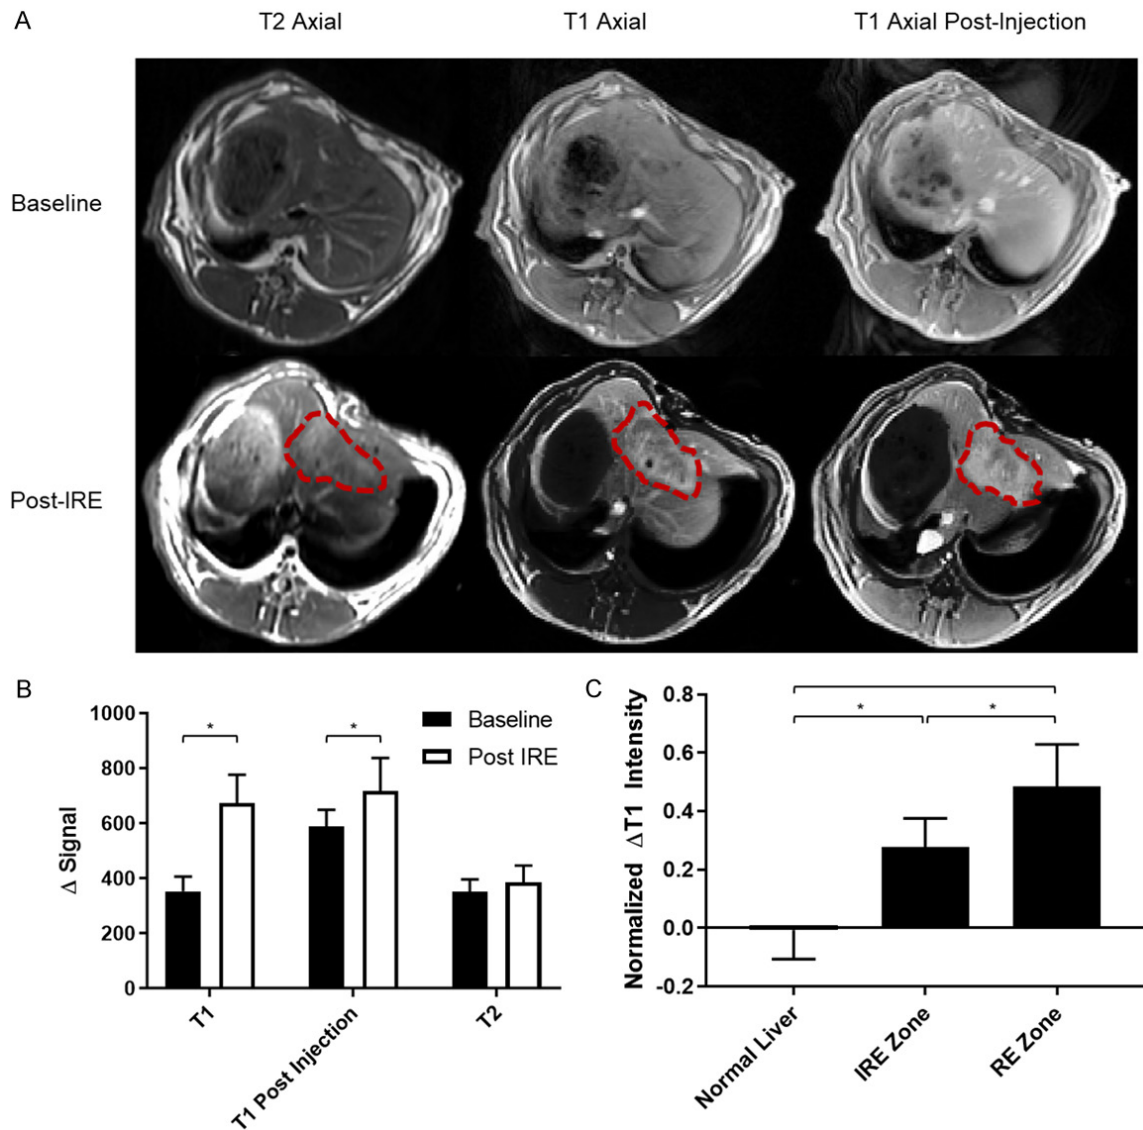 A
T2 Axial
T1 Axial
T1 Axial Post-Injection
Baseline
Post-IRE
B
Δ Signal
1000
800
600
400
200
0
*
*
Baseline
Post IRE
T1
T1 Post Injection
T2
C
Normalized ΔT1 Intensity
0.8
0.6
0.4
0.2
0.0
-0.2
*
*
Normal Liver
IRE Zone
RE Zone